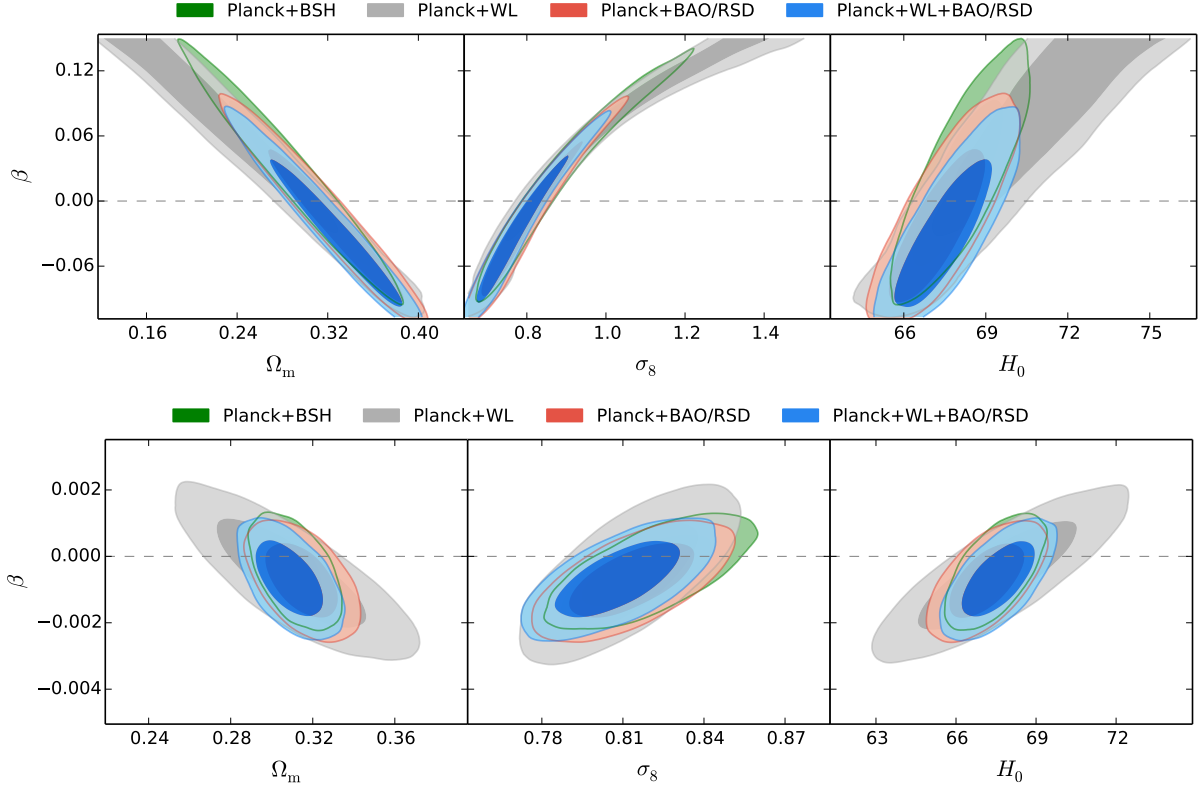 Planck+BSH Planck+WL Planck+BAO/RSD Planck+WL+BAO/RSD
β
0.12
0.06
0.00
−0.06
0.16 0.24 0.32 0.40 0.8 1.0 1.2 1.4 66 69 72 75
Ωm σ8 H0
Planck+BSH Planck+WL Planck+BAO/RSD Planck+WL+BAO/RSD
β
0.002
0.000
−0.002
−0.004
0.24 0.28 0.32 0.36 0.78 0.81 0.84 0.87 63 66 69 72
Ωm σ8 H0